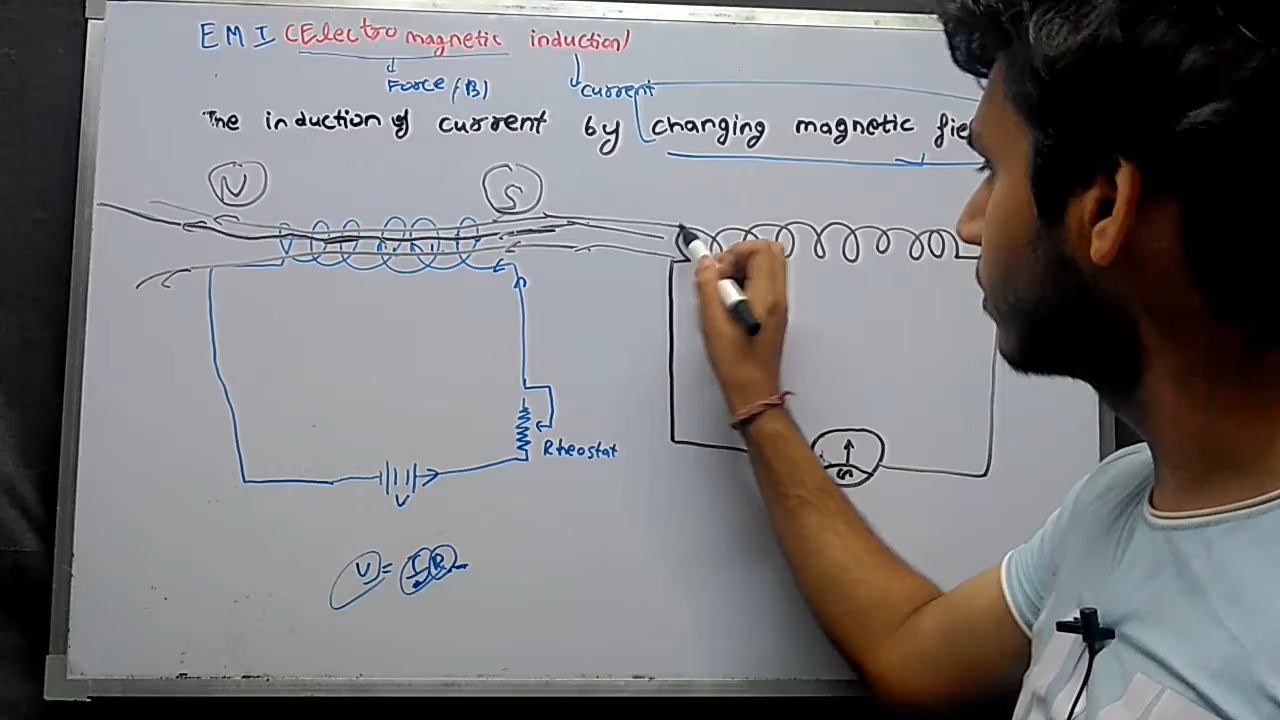 EMI (Electro magnetic induction)
Force (B)
current
The induction of current by changing magnetic fie
N
S
Rheostat
V
G
V = IR